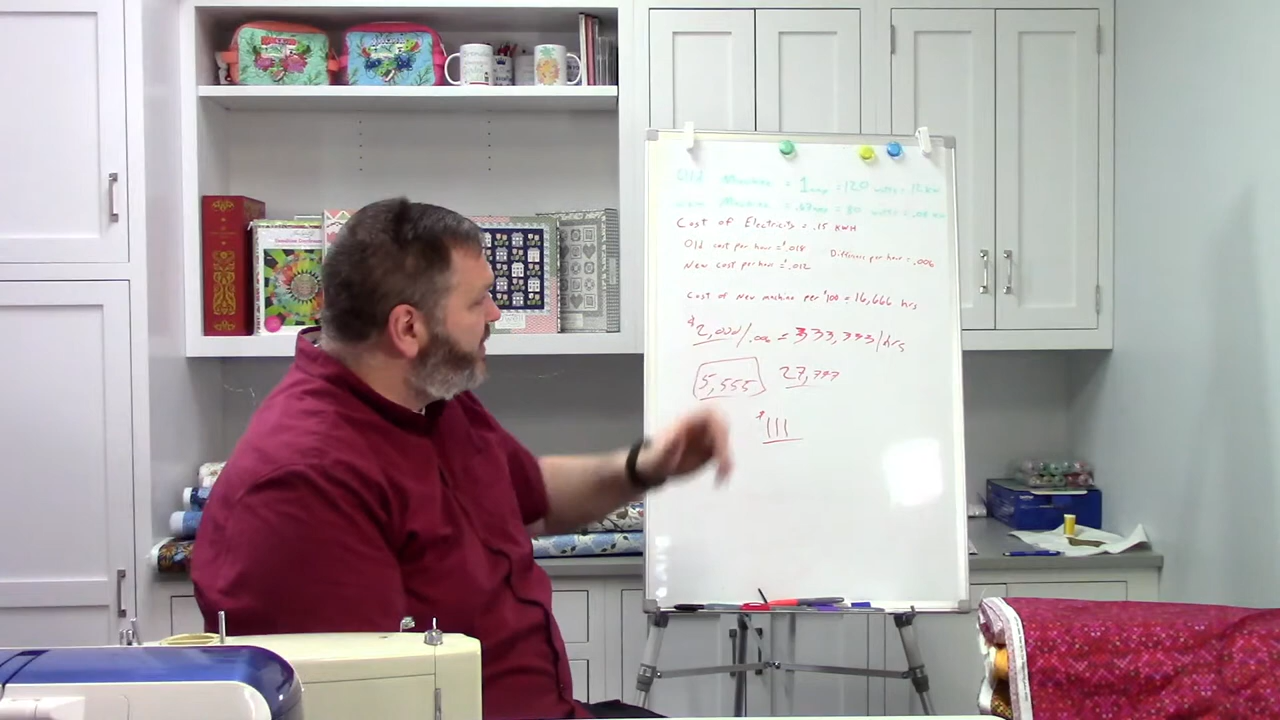 Old Machine = 1 amp = 120 watts = .12 KW
Machine = .67 amp = 80 watts = .08 KW
Cost of Electricity = .15 KWH
Old cost per hour = $.018
Difference per hour = .006
New cost per hour = $.012
Cost of New machine per $100 = 16,666 hrs
$2,000/.006 = 333,333/hrs
5,555 27,777
$111